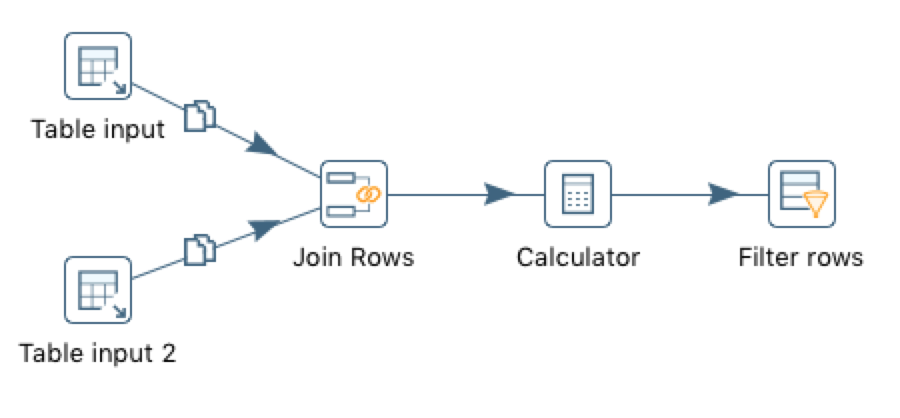 Table input
Join Rows
Calculator
Filter rows
Table input 2